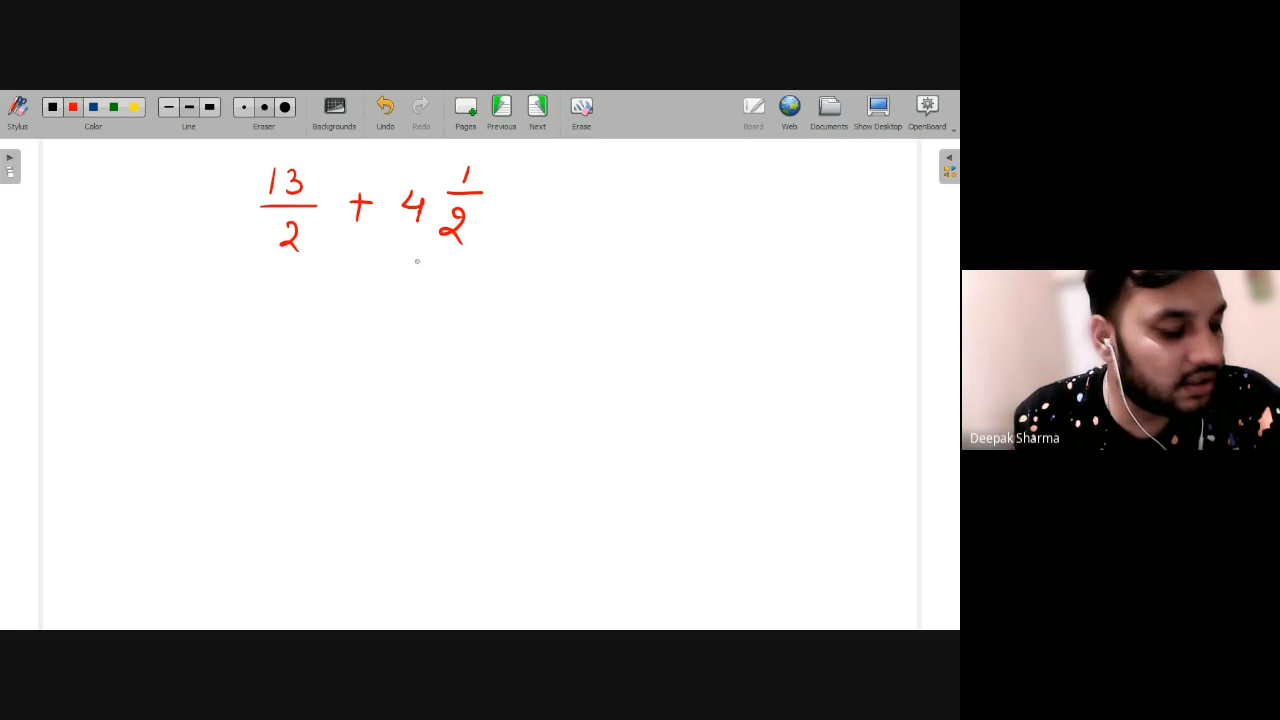 Stylus Color Line Eraser Backgrounds Undo Redo Pages Previous Next Erase Board Web Documents Show Desktop OpenBoard
13/2 + 4 1/2
Deepak Sharma